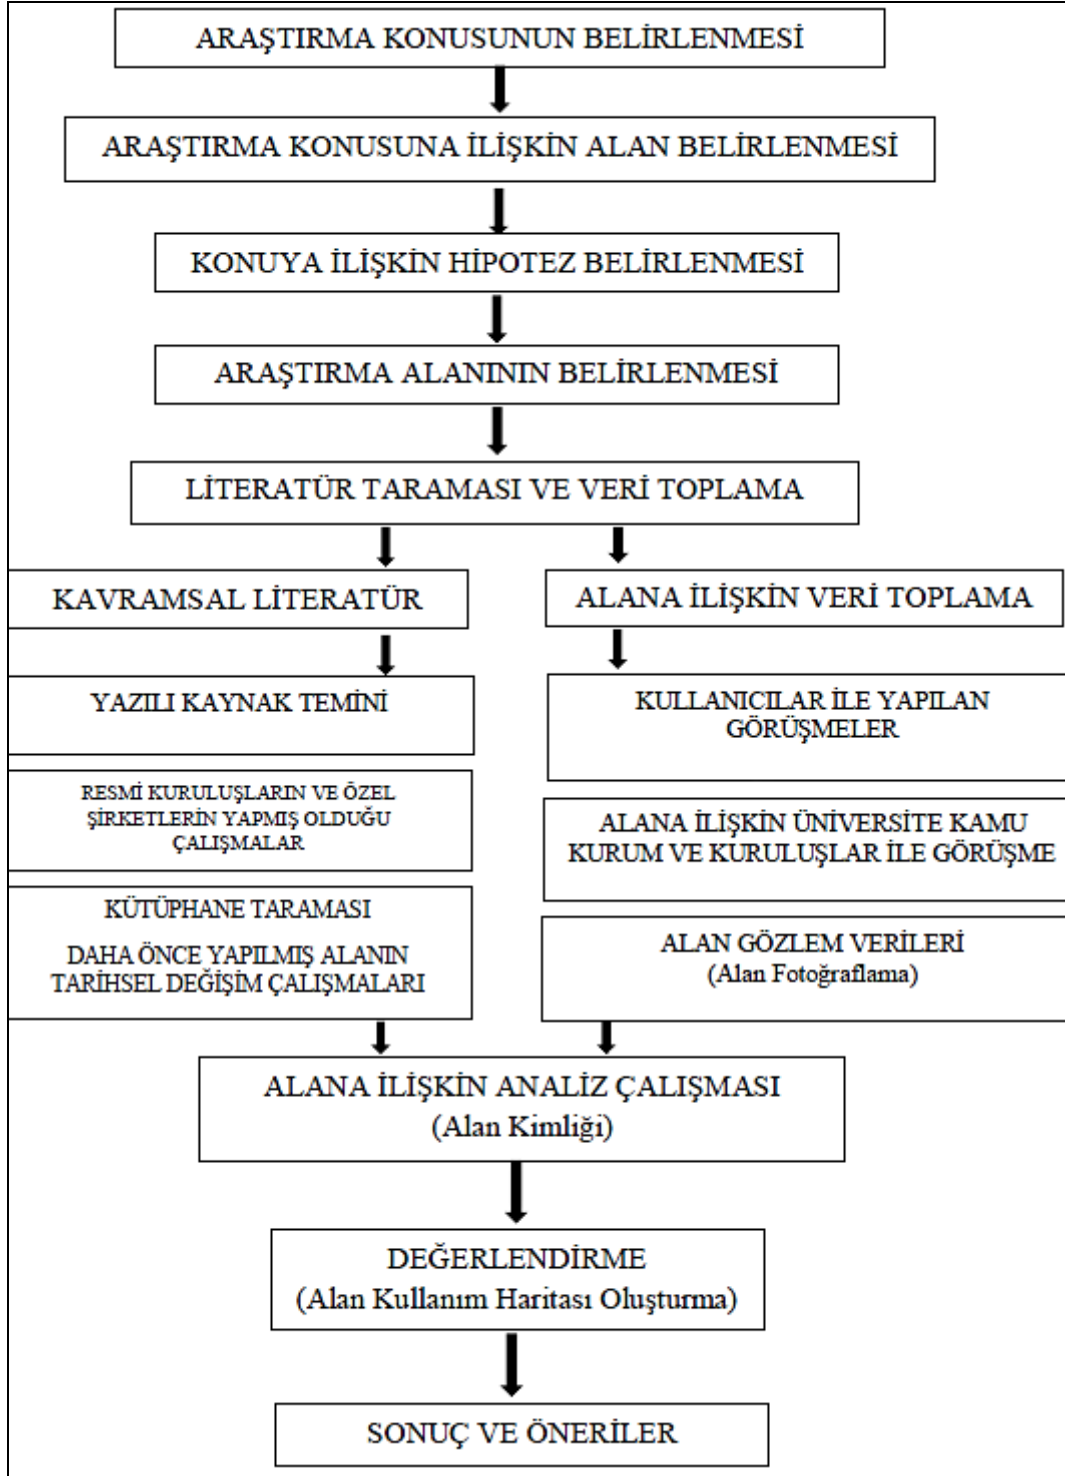 ARAŞTIRMA KONUSUNUN BELİRLENMESİ
ARAŞTIRMA KONUSUNA İLİŞKİN ALAN BELİRLENMESİ
KONUYA İLİŞKİN HİPOTEZ BELİRLENMESİ
ARAŞTIRMA ALANININ BELİRLENMESİ
LİTERATÜR TARAMASI VE VERİ TOPLAMA
KAVRAMSAL LİTERATÜR
YAZILI KAYNAK TEMİNİ
RESMİ KURULUŞLARIN VE ÖZEL
ŞİRKETLERİN YAPMIŞ OLDUĞU
ÇALIŞMALAR
KÜTÜPHANE TARAMASI
DAHA ÖNCE YAPILMIŞ ALANIN
TARİHSEL DEĞİŞİM ÇALIŞMALARI
ALANA İLİŞKİN VERİ TOPLAMA
KULLANICILAR İLE YAPILAN
GÖRÜŞMELER
ALANA İLİŞKİN ÜNİVERSİTE KAMU
KURUM VE KURULUŞLAR İLE GÖRÜŞME
ALAN GÖZLEM VERİLERİ
(Alan Fotoğraflama)
ALANA İLİŞKİN ANALİZ ÇALIŞMASI
(Alan Kimliği)
DEĞERLENDİRME
(Alan Kullanım Haritası Oluşturma)
SONUÇ VE ÖNERİLER